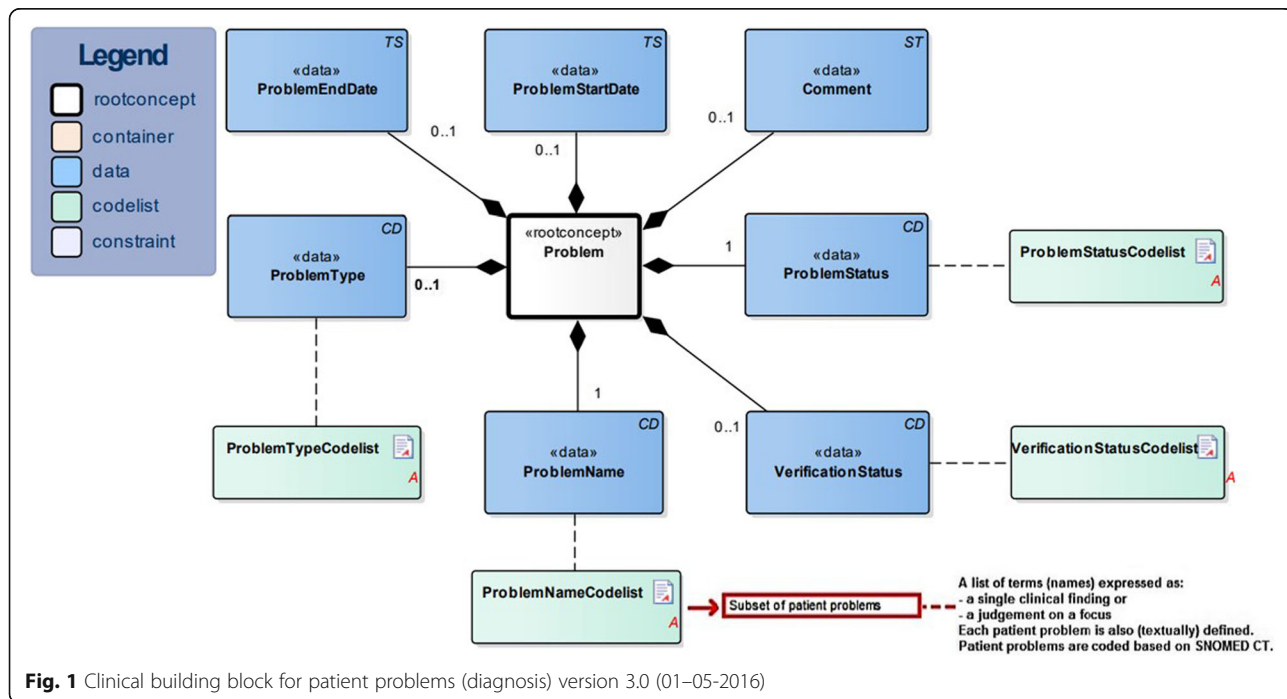 Legend
rootconcept
container
data
codelist
constraint
TS
«data»
ProblemEndDate
0..1
TS
«data»
ProblemStartDate
0..1
ST
«data»
Comment
0..1
CD
«data»
ProblemType
0..1
«rootconcept»
Problem
1
CD
«data»
ProblemStatus
ProblemStatusCodelist
A
ProblemTypeCodelist
A
1
CD
«data»
ProblemName
0..1
CD
«data»
VerificationStatus
VerificationStatusCodelist
A
ProblemNameCodelist
A
Subset of patient problems
A list of terms (names) expressed as:
- a single clinical finding or
- a judgement on a focus
Each patient problem is also (textually) defined.
Patient problems are coded based on SNOMED CT.
Fig. 1 Clinical building block for patient problems (diagnosis) version 3.0 (01–05-2016)